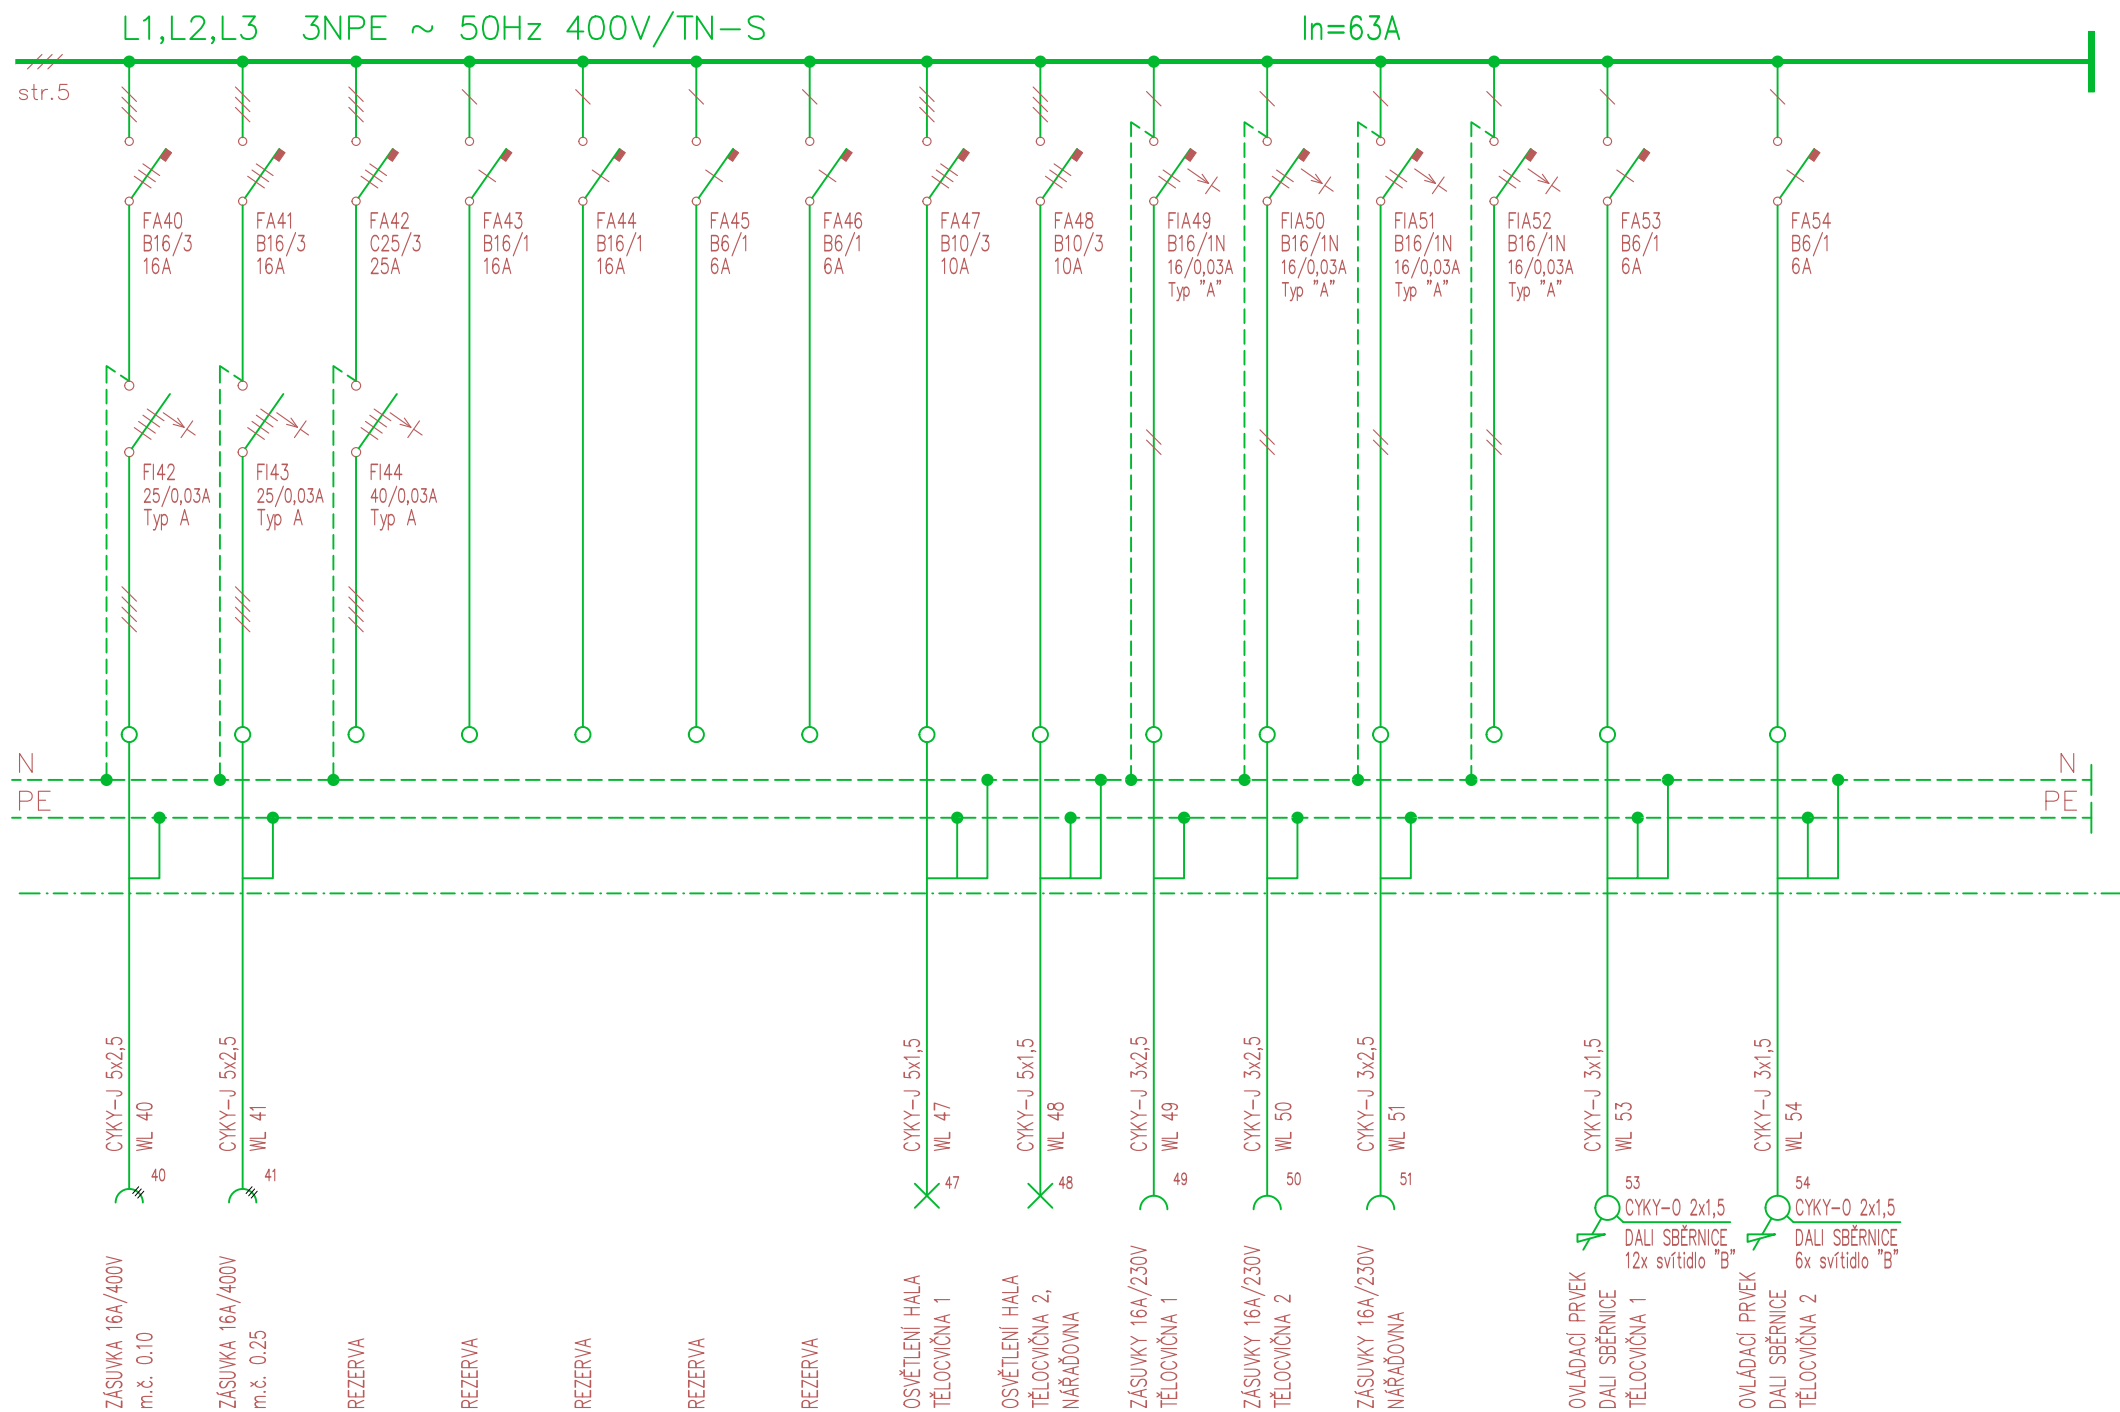 L1,L2,L3 3NPE ~ 50Hz 400V/TN-S
In=63A
str.5
FA40
B16/3
16A
FA41
B16/3
16A
FA42
C25/3
25A
FA43
B16/1
16A
FA44
B16/1
16A
FA45
B6/1
6A
FA46
B6/1
6A
FA47
B10/3
10A
FA48
B10/3
10A
FIA49
B16/1N
16/0,03A
Typ "A"
FIA50
B16/1N
16/0,03A
Typ "A"
FIA51
B16/1N
16/0,03A
Typ "A"
FIA52
B16/1N
16/0,03A
Typ "A"
FA53
B6/1
6A
FA54
B6/1
6A
FI42
25/0,03A
Typ A
FI43
25/0,03A
Typ A
FI44
40/0,03A
Typ A
N
N
PE
PE
CYKY-J 5x2,5
WL 40
CYKY-J 5x2,5
WL 41
CYKY-J 5x1,5
WL 47
CYKY-J 5x1,5
WL 48
CYKY-J 3x2,5
WL 49
CYKY-J 3x2,5
WL 50
CYKY-J 3x2,5
WL 51
CYKY-J 3x1,5
WL 53
CYKY-J 3x1,5
WL 54
40
41
47
48
49
50
51
53
CYKY-O 2x1,5
DALI SBĚRNICE
12x svítidlo "B"
54
CYKY-O 2x1,5
DALI SBĚRNICE
6x svítidlo "B"
ZÁSUVKA 16A/400V
m.č. 0.10
ZÁSUVKA 16A/400V
m.č. 0.25
REZERVA
REZERVA
REZERVA
REZERVA
REZERVA
OSVĚTLENÍ HALA
TĚLOCVIČNA 1
OSVĚTLENÍ HALA
TĚLOCVIČNA 2,
NÁŘAĎOVNA
ZÁSUVKY 16A/230V
TĚLOCVIČNA 1
ZÁSUVKY 16A/230V
TĚLOCVIČNA 2
ZÁSUVKY 16A/230V
NÁŘAĎOVNA
OVLÁDACÍ PRVEK
DALI SBĚRNICE
TĚLOCVIČNA 1
OVLÁDACÍ PRVEK
DALI SBĚRNICE
TĚLOCVIČNA 2